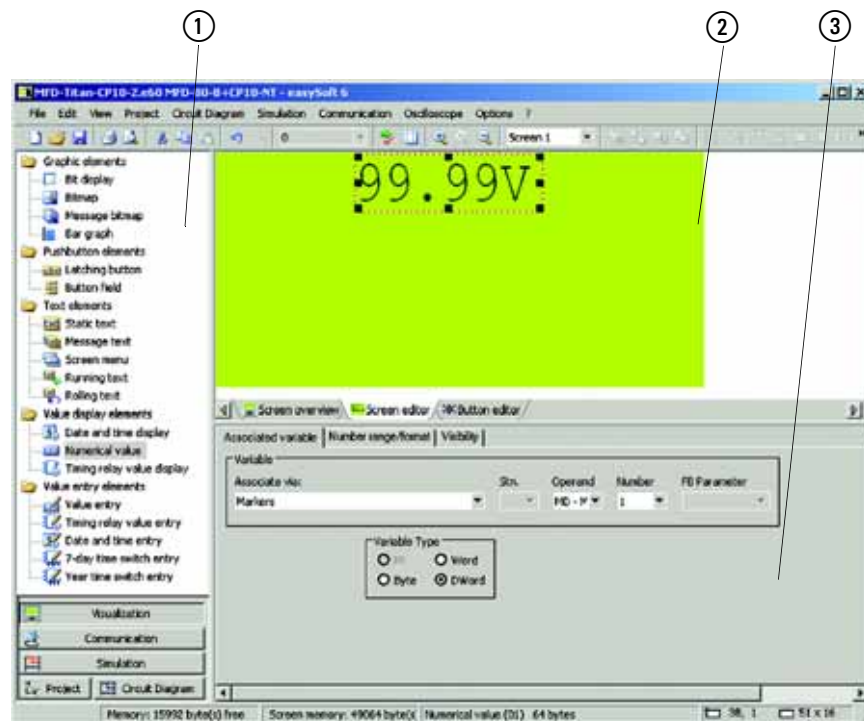 1 2 3
MFD-Titan-CP10-2.e60 MFD-80-B+CP10-NT - easySoft 6
File Edit View Project Circuit Diagram Simulation Communication Oscilloscope Options ?
0 Screen 1
Graphic elements
Bit display
Bitmap
Message bitmap
Bar graph
Pushbutton elements
Latching button
Button field
Text elements
Static text
Message text
Screen menu
Running text
Rolling text
Value display elements
Date and time display
Numerical value
Timing relay value display
Value entry elements
Value entry
Timing relay value entry
Date and time entry
7-day time switch entry
Year time switch entry
Visualization
Communication
Simulation
Project Circuit Diagram
99.99V
Screen overview Screen editor Button editor
Associated variable Number range/format Visibility
Variable
Associate via: Stn. Operand Number FB Parameter
Markers MD - 1
Variable Type
Word
Byte DWord
Memory: 15992 byte(s) free Screen memory: 49064 byte(s Numerical value (D1) 64 bytes 38, 1 51 x 16